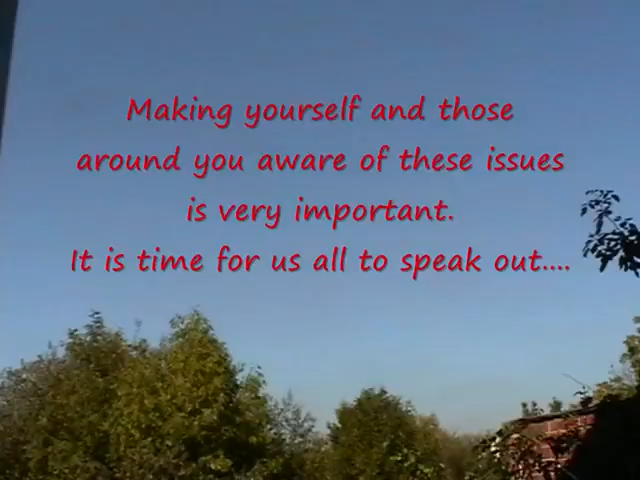 Making yourself and those
around you aware of these issues
is very important.
It is time for us all to speak out....